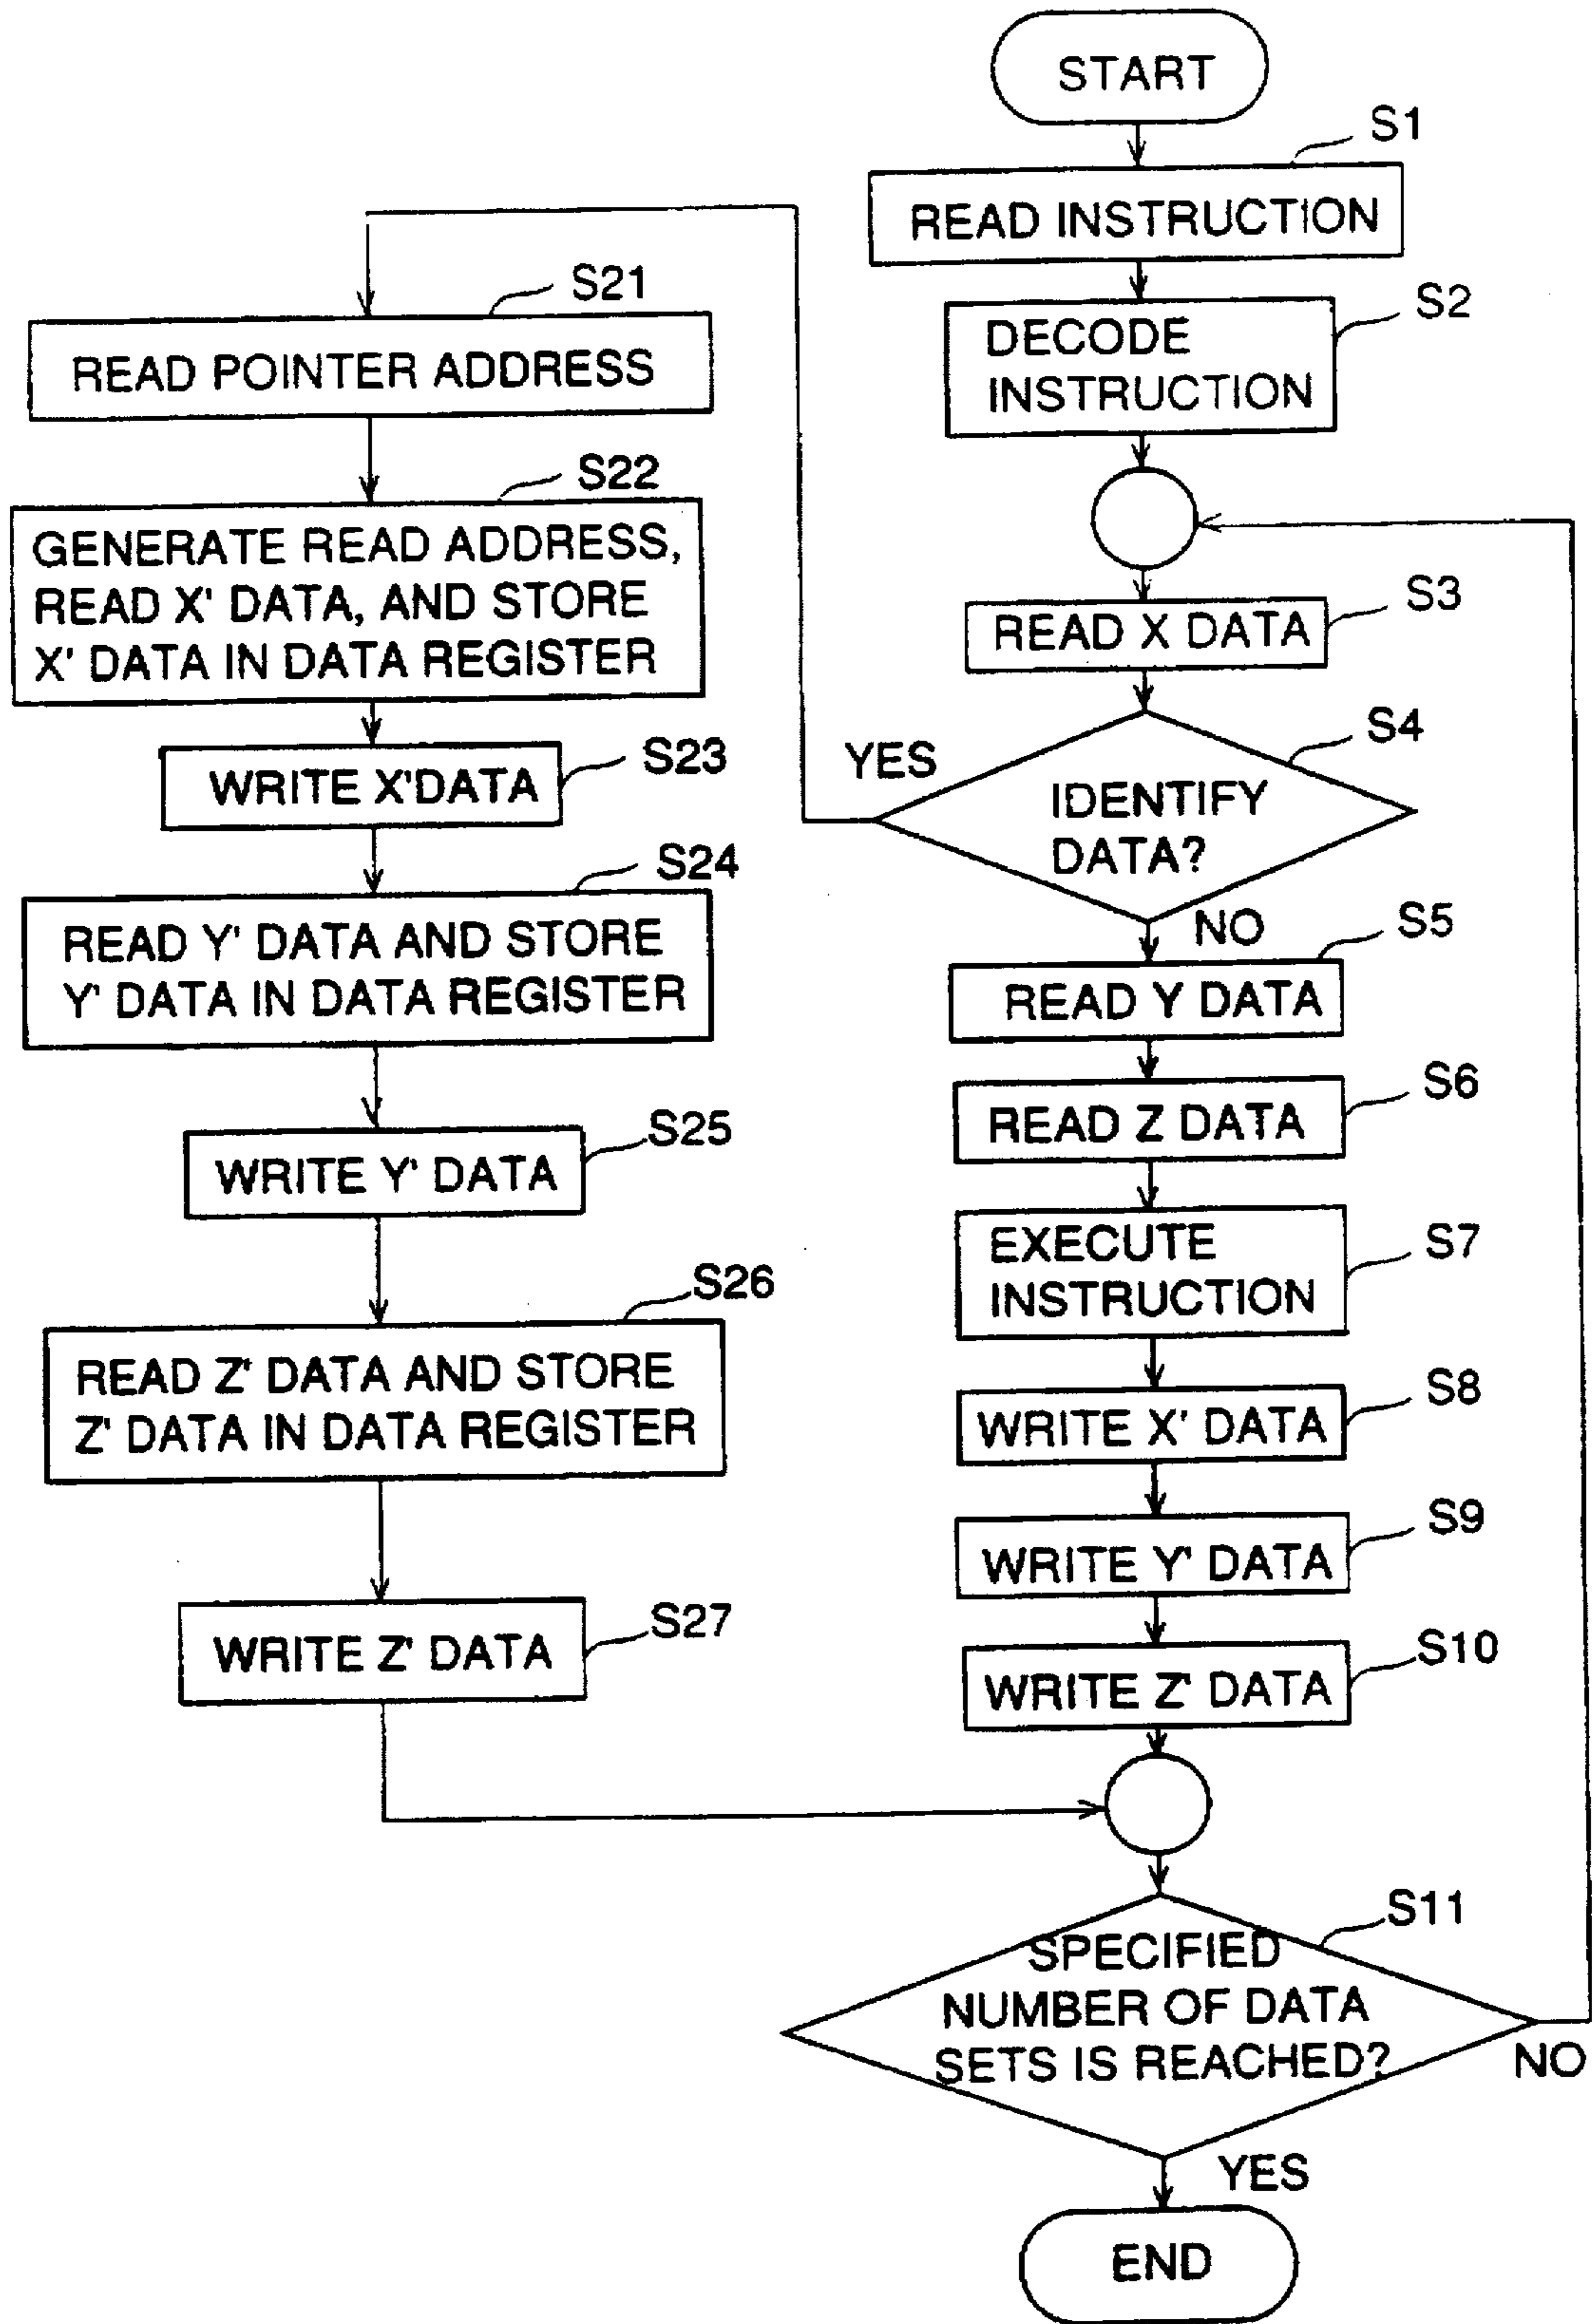 START
S1
READ INSTRUCTION
S2
DECODE
INSTRUCTION
S3
READ X DATA
S4
YES
IDENTIFY
DATA?
NO
S5
READ Y DATA
S6
READ Z DATA
S7
EXECUTE
INSTRUCTION
S8
WRITE X' DATA
S9
WRITE Y' DATA
S10
WRITE Z' DATA
S21
READ POINTER ADDRESS
S22
GENERATE READ ADDRESS,
READ X' DATA, AND STORE
X' DATA IN DATA REGISTER
S23
WRITE X'DATA
S24
READ Y' DATA AND STORE
Y' DATA IN DATA REGISTER
S25
WRITE Y' DATA
S26
READ Z' DATA AND STORE
Z' DATA IN DATA REGISTER
S27
WRITE Z' DATA
S11
SPECIFIED
NUMBER OF DATA
SETS IS REACHED?
NO
YES
END